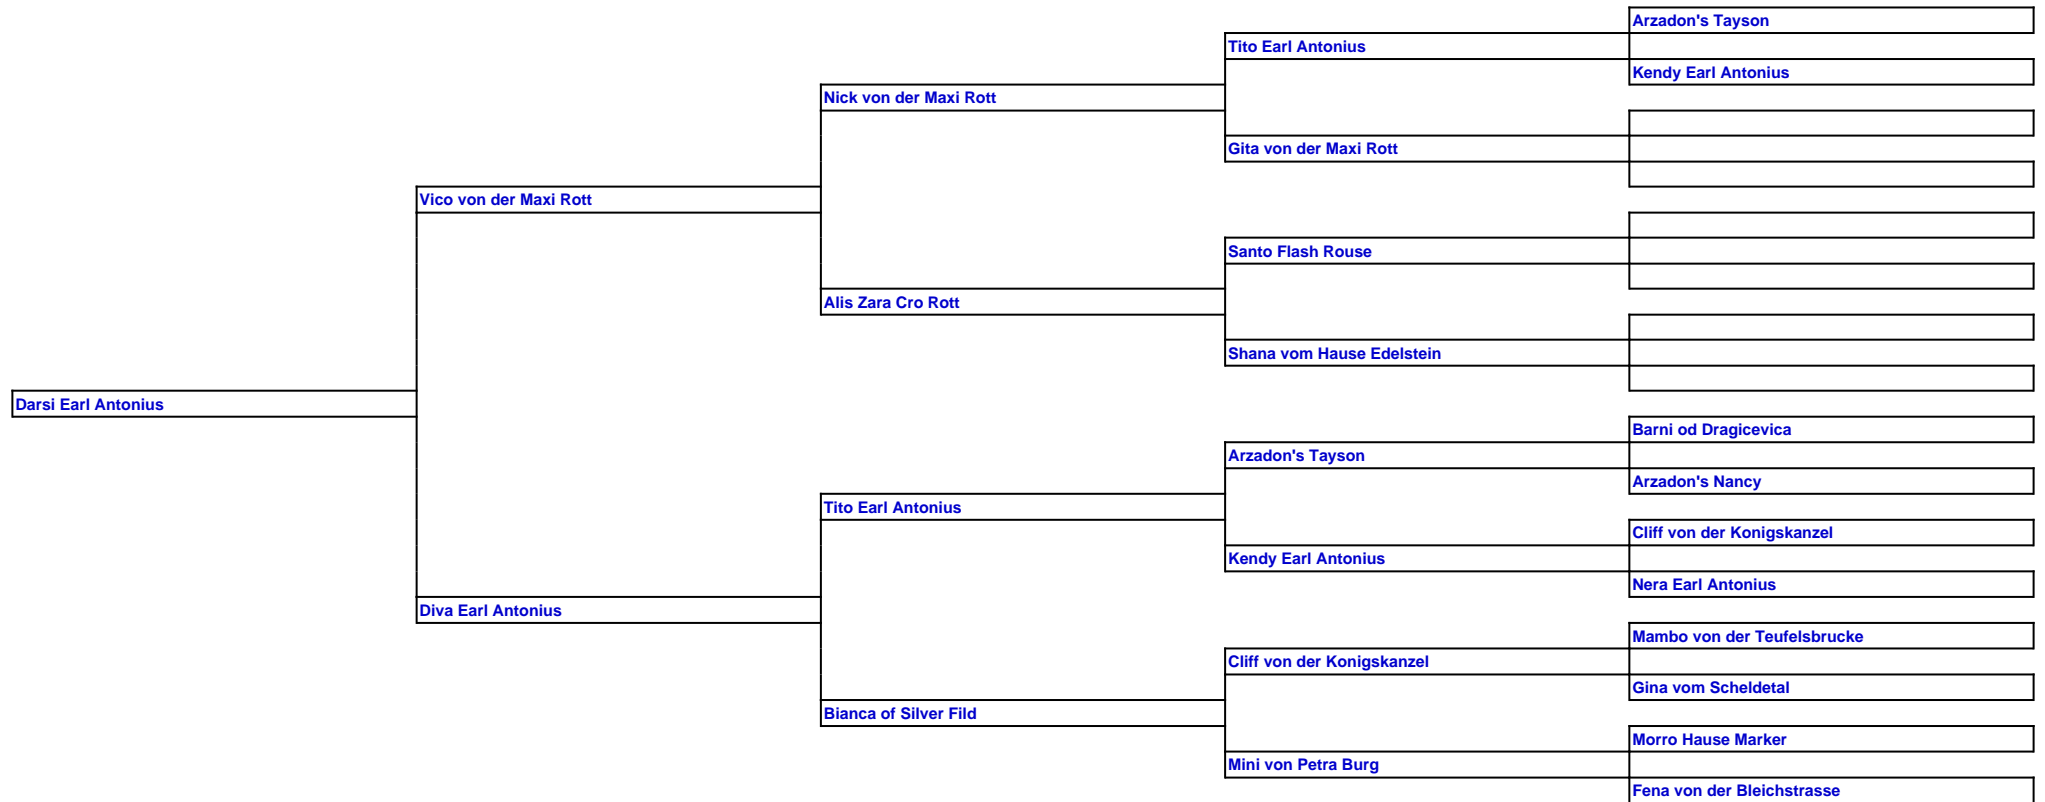 Arzadon's Tayson
Tito Earl Antonius
Kendy Earl Antonius
Nick von der Maxi Rott
Gita von der Maxi Rott
Vico von der Maxi Rott
Santo Flash Rouse
Alis Zara Cro Rott
Shana vom Hause Edelstein
Darsi Earl Antonius
Barni od Dragicevica
Arzadon's Tayson
Arzadon's Nancy
Tito Earl Antonius
Cliff von der Konigskanzel
Kendy Earl Antonius
Nera Earl Antonius
Diva Earl Antonius
Mambo von der Teufelsbrucke
Cliff von der Konigskanzel
Gina vom Scheldetal
Bianca of Silver Fild
Morro Hause Marker
Mini von Petra Burg
Fena von der Bleichstrasse